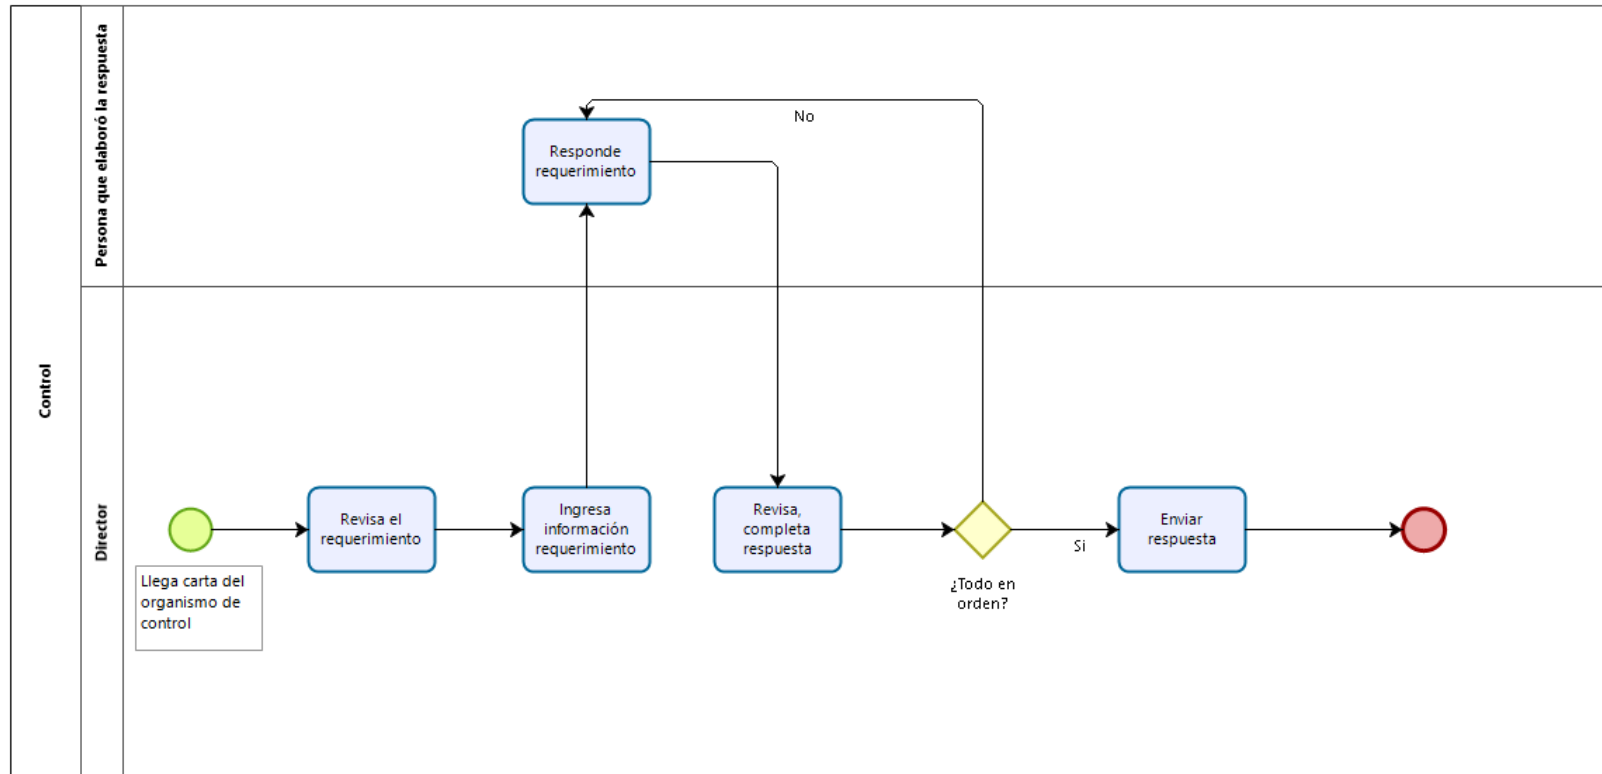 Control
Persona que elaboró la respuesta
Director
Responde
requerimiento
No
Llega carta del
organismo de
control
Revisa el
requerimiento
Ingresa
información
requerimiento
Revisa,
completa
respuesta
¿Todo en
orden?
Si
Enviar
respuesta